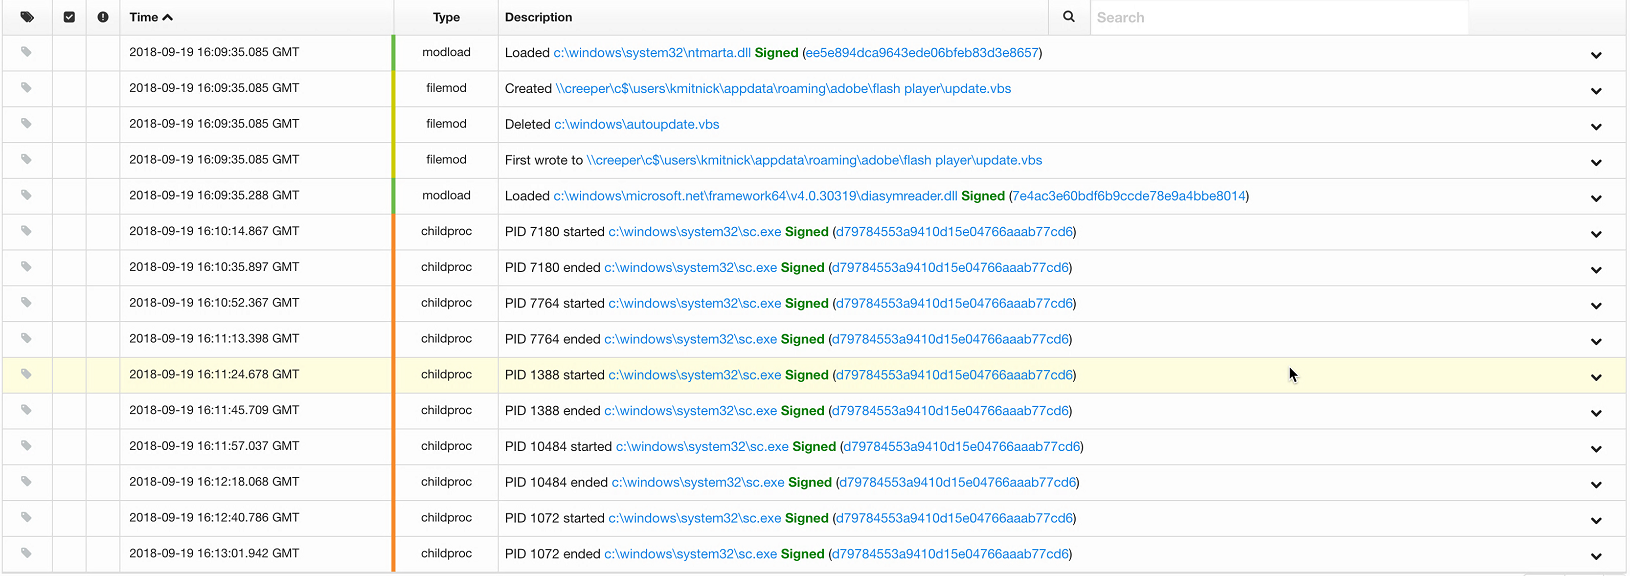 Time Type Description Search
2018-09-19 16:09:35.085 GMT modload Loaded c:\windows\system32\ntmarta.dll Signed (ee5e894dca9643ede06bfeb83d3e8657)
2018-09-19 16:09:35.085 GMT filemod Created \\creeper\c$\users\kmitnick\appdata\roaming\adobe\flash player\update.vbs
2018-09-19 16:09:35.085 GMT filemod Deleted c:\windows\autoupdate.vbs
2018-09-19 16:09:35.085 GMT filemod First wrote to \\creeper\c$\users\kmitnick\appdata\roaming\adobe\flash player\update.vbs
2018-09-19 16:09:35.288 GMT modload Loaded c:\windows\microsoft.net\framework64\v4.0.30319\diasymreader.dll Signed (7e4ac3e60bdf6b9ccde78e9a4bbe8014)
2018-09-19 16:10:14.867 GMT childproc PID 7180 started c:\windows\system32\sc.exe Signed (d79784553a9410d15e04766aaab77cd6)
2018-09-19 16:10:35.897 GMT childproc PID 7180 ended c:\windows\system32\sc.exe Signed (d79784553a9410d15e04766aaab77cd6)
2018-09-19 16:10:52.367 GMT childproc PID 7764 started c:\windows\system32\sc.exe Signed (d79784553a9410d15e04766aaab77cd6)
2018-09-19 16:11:13.398 GMT childproc PID 7764 ended c:\windows\system32\sc.exe Signed (d79784553a9410d15e04766aaab77cd6)
2018-09-19 16:11:24.678 GMT childproc PID 1388 started c:\windows\system32\sc.exe Signed (d79784553a9410d15e04766aaab77cd6)
2018-09-19 16:11:45.709 GMT childproc PID 1388 ended c:\windows\system32\sc.exe Signed (d79784553a9410d15e04766aaab77cd6)
2018-09-19 16:11:57.037 GMT childproc PID 10484 started c:\windows\system32\sc.exe Signed (d79784553a9410d15e04766aaab77cd6)
2018-09-19 16:12:18.068 GMT childproc PID 10484 ended c:\windows\system32\sc.exe Signed (d79784553a9410d15e04766aaab77cd6)
2018-09-19 16:12:40.786 GMT childproc PID 1072 started c:\windows\system32\sc.exe Signed (d79784553a9410d15e04766aaab77cd6)
2018-09-19 16:13:01.942 GMT childproc PID 1072 ended c:\windows\system32\sc.exe Signed (d79784553a9410d15e04766aaab77cd6)